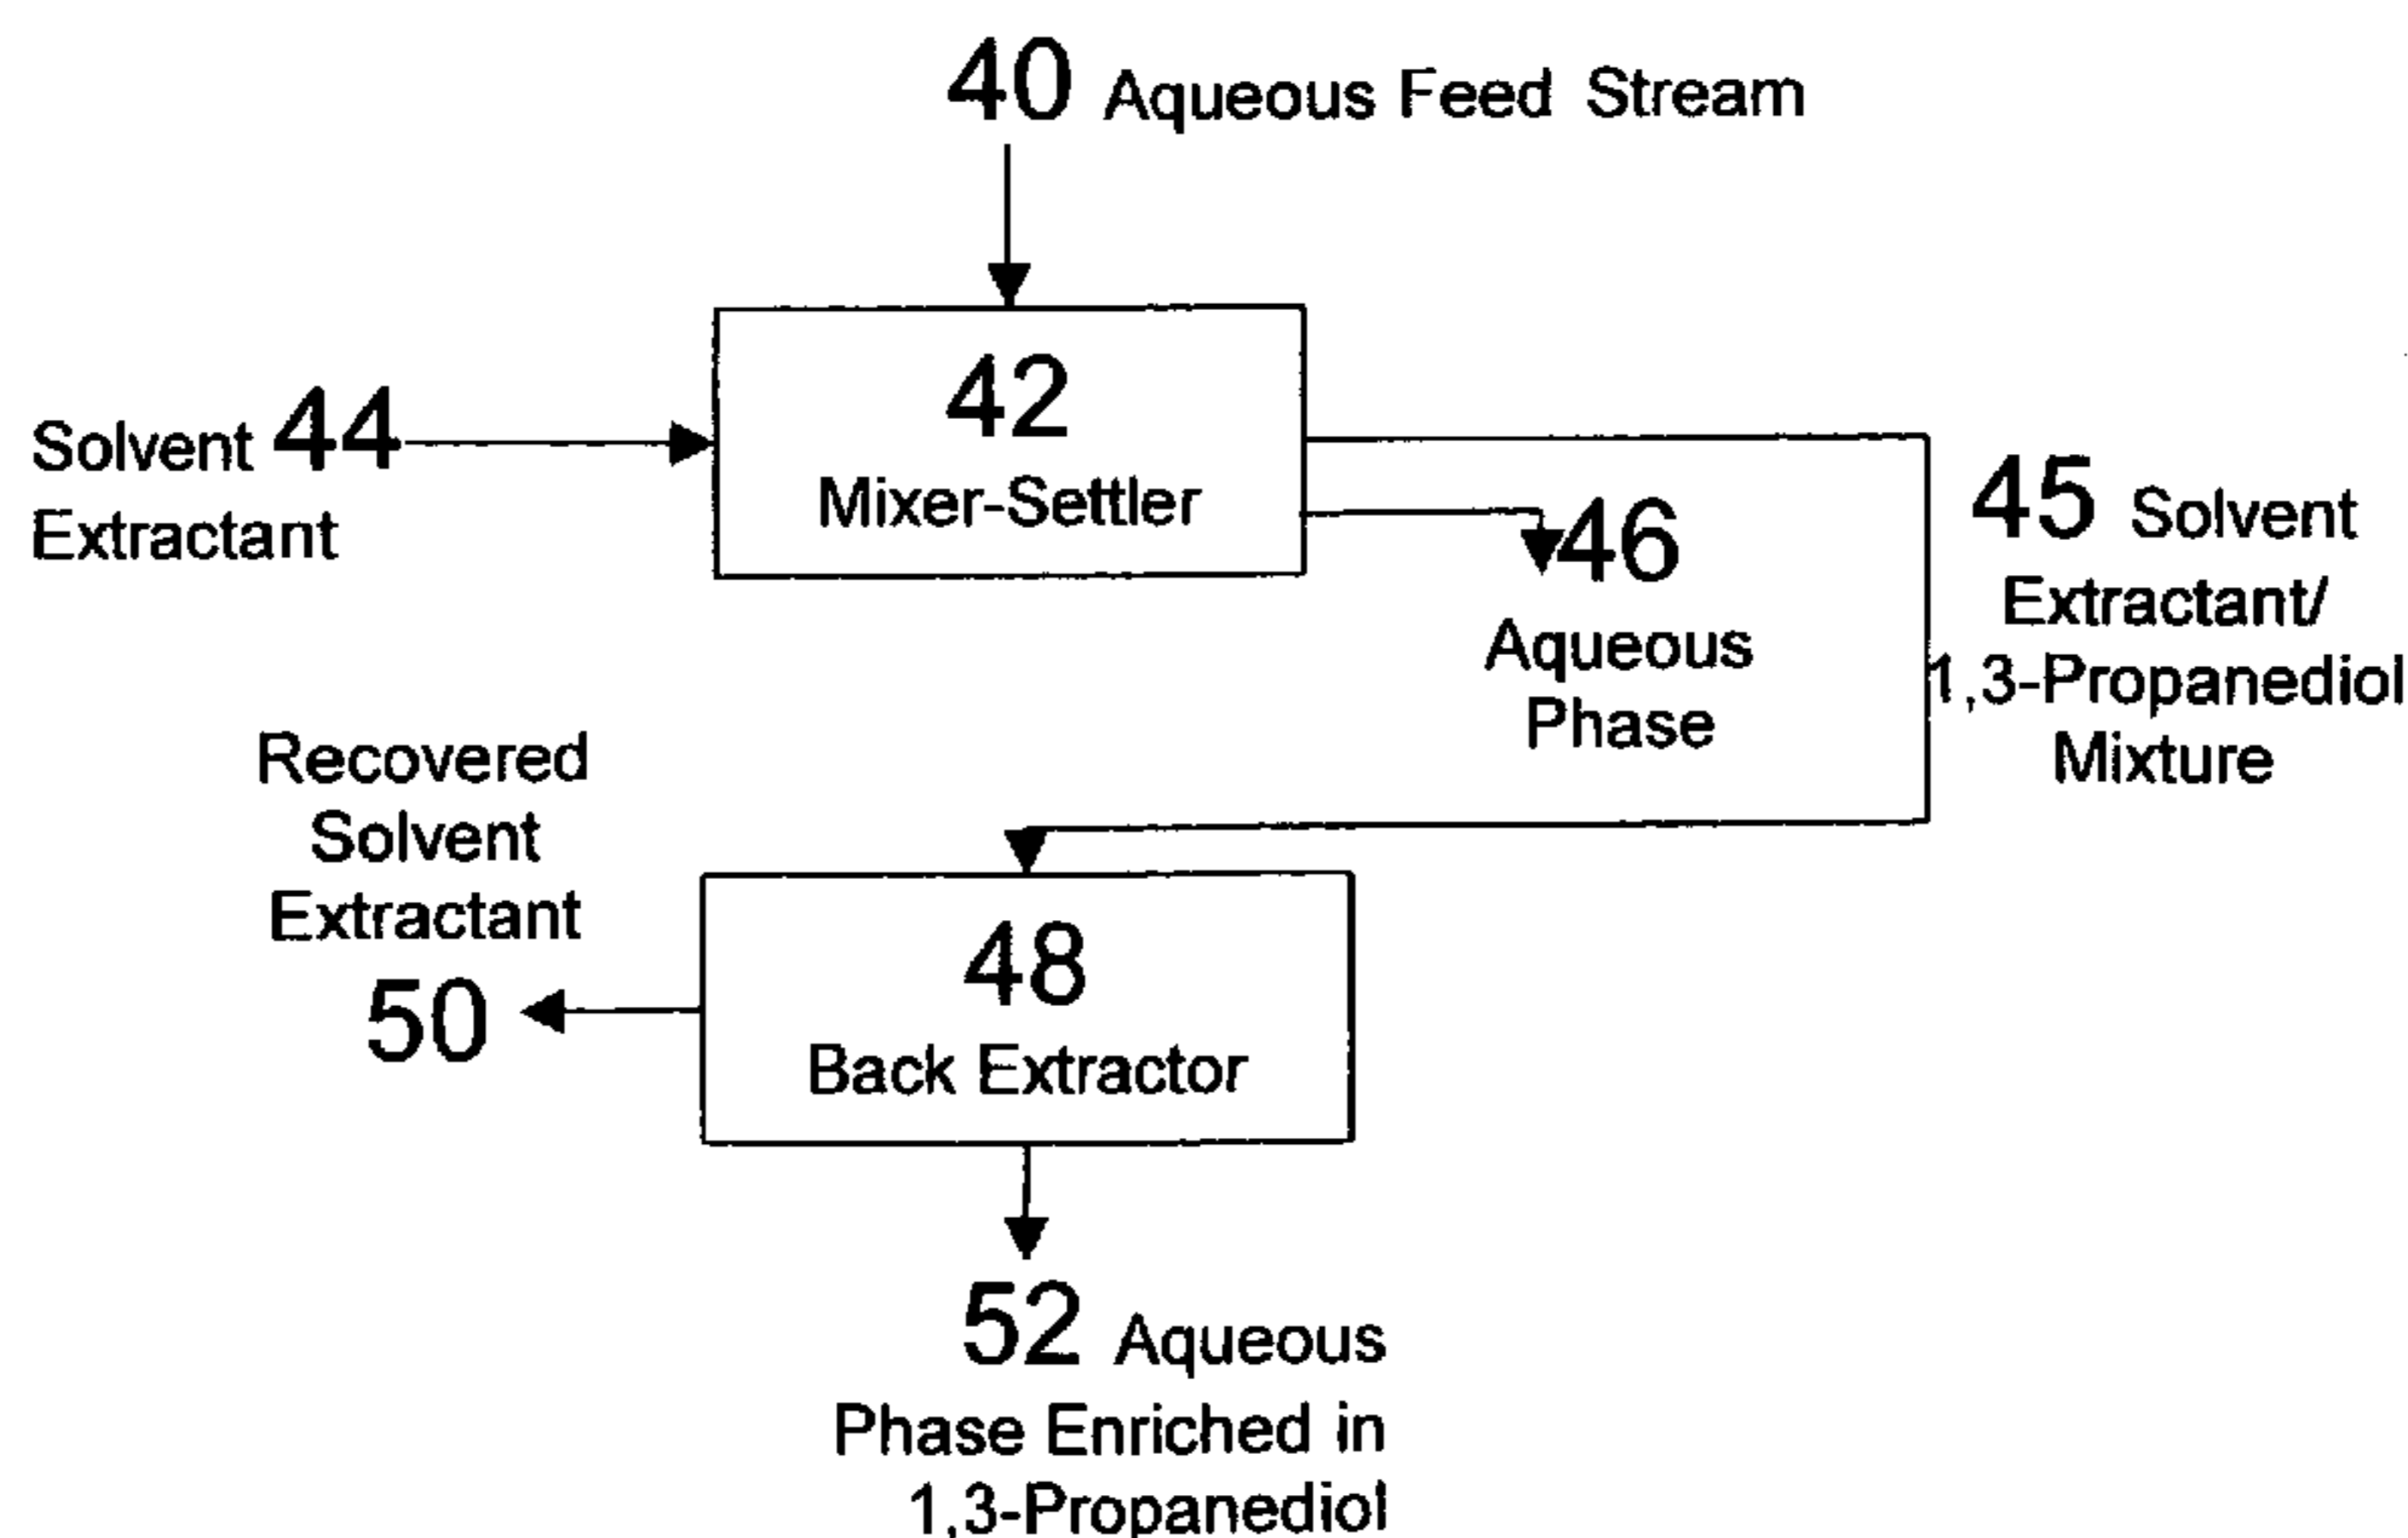 40 Aqueous Feed Stream
42
Mixer-Settler
Solvent 44
Extractant
45 Solvent
Extractant/
1,3-Propanediol
Mixture
46
Aqueous
Phase
Recovered
Solvent
Extractant
50
48
Back Extractor
52 Aqueous
Phase Enriched in
1,3-Propanediol